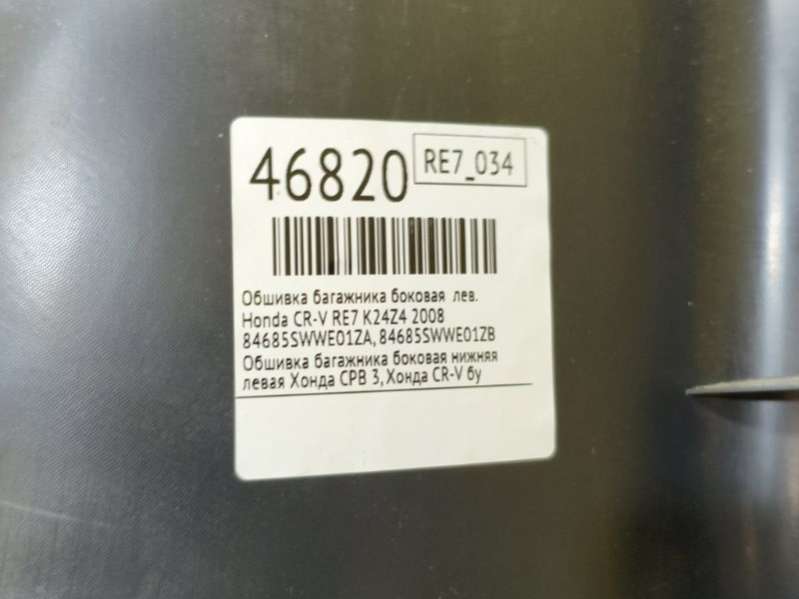 46820 RE7_034
Обшивка багажника боковая лев.
Honda CR-V RE7 K24Z4 2008
84685SWWE01ZA, 84685SWWE01ZB
Обшивка багажника боковая нижняя
левая Хонда СРВ 3, Хонда CR-V бу